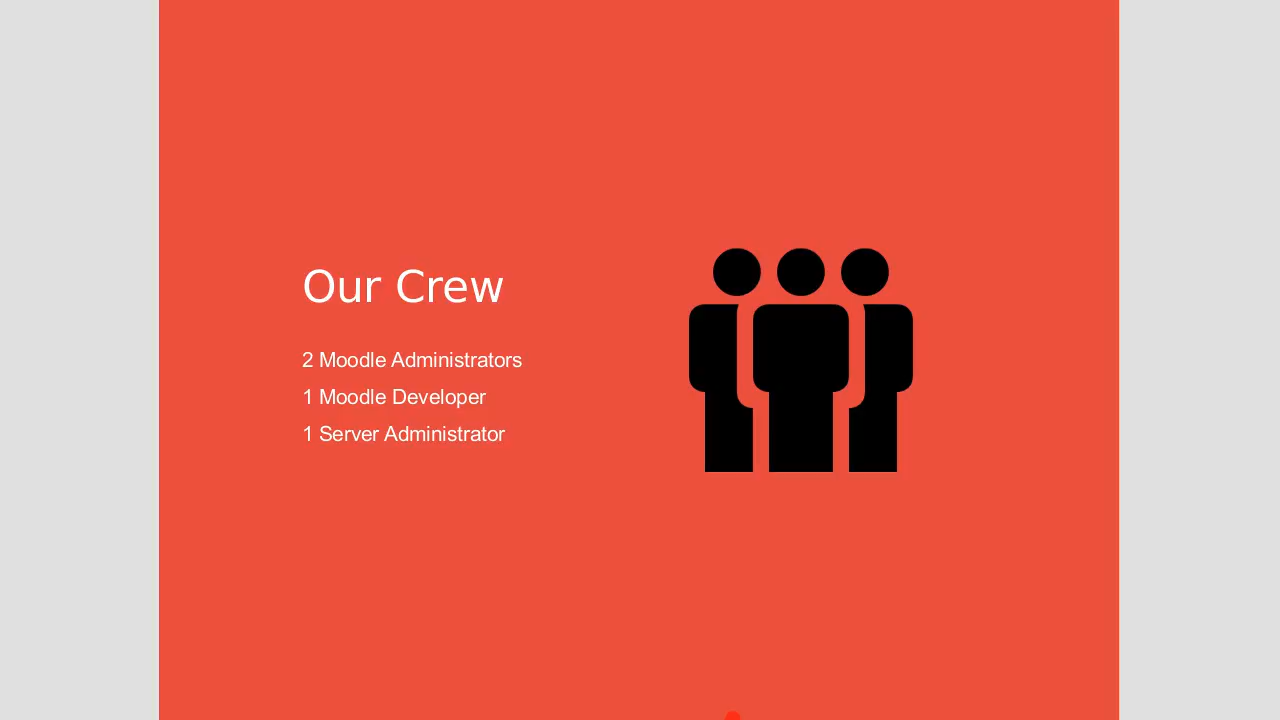 Our Crew
2 Moodle Administrators
1 Moodle Developer
1 Server Administrator